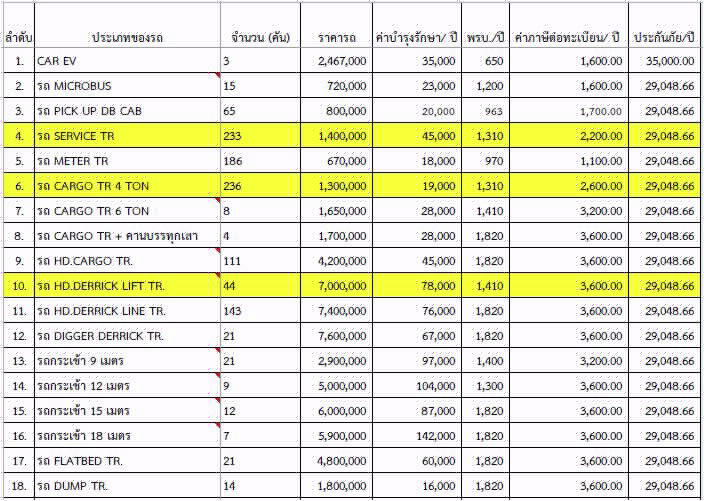 ลำดับ ประเภทของรถ จำนวน (คัน) ราคารถ ค่าบำรุงรักษา/ ปี พรบ./ปี ค่าภาษีต่อทะเบียน/ ปี ประกันภัย/ปี
1. CAR EV 3 2,467,000 35,000 650 1,600.00 35,000.00
2. รถ MICROBUS 15 720,000 23,000 1,200 1,600.00 29,048.66
3. รถ PICK UP DB CAB 65 800,000 20,000 963 1,700.00 29,048.66
4. รถ SERVICE TR 233 1,400,000 45,000 1,310 2,200.00 29,048.66
5. รถ METER TR 186 670,000 18,000 970 1,100.00 29,048.66
6. รถ CARGO TR 4 TON 236 1,300,000 19,000 1,310 2,600.00 29,048.66
7. รถ CARGO TR 6 TON 8 1,650,000 28,000 1,410 3,200.00 29,048.66
8. รถ CARGO TR + คานบรรทุกเสา 4 1,700,000 28,000 1,820 3,600.00 29,048.66
9. รถ HD.CARGO TR. 111 4,200,000 45,000 1,820 3,600.00 29,048.66
10. รถ HD.DERRICK LIFT TR. 44 7,000,000 78,000 1,410 3,600.00 29,048.66
11. รถ HD.DERRICK LINE TR. 143 7,400,000 76,000 1,820 3,600.00 29,048.66
12. รถ DIGGER DERRICK TR. 21 7,600,000 67,000 1,820 3,600.00 29,048.66
13. รถกระเช้า 9 เมตร 21 2,900,000 97,000 1,400 3,200.00 29,048.66
14. รถกระเช้า 12 เมตร 9 5,000,000 104,000 1,300 3,600.00 29,048.66
15. รถกระเช้า 15 เมตร 12 6,000,000 87,000 1,820 3,600.00 29,048.66
16. รถกระเช้า 18 เมตร 7 5,900,000 142,000 1,820 3,600.00 29,048.66
17. รถ FLATBED TR. 21 4,800,000 60,000 1,820 3,600.00 29,048.66
18. รถ DUMP TR. 14 1,800,000 16,000 1,820 3,600.00 29,048.66